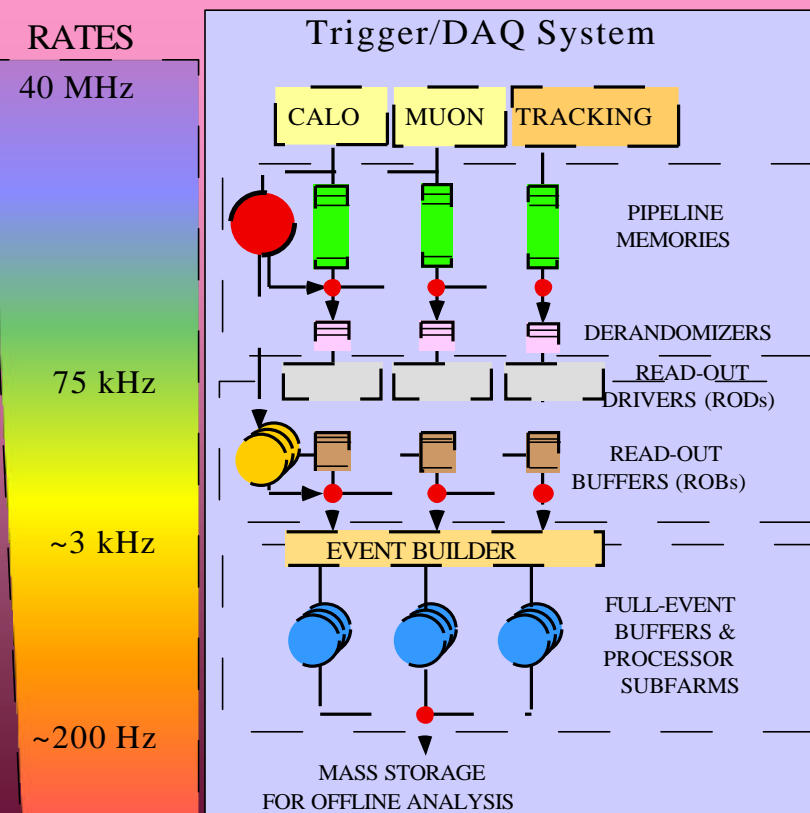 RATES
Trigger/DAQ System
40 MHz
CALO
MUON
TRACKING
PIPELINE
MEMORIES
DERANDOMIZERS
75 kHz
READ-OUT
DRIVERS (RODs)
READ-OUT
BUFFERS (ROBs)
~3 kHz
EVENT BUILDER
FULL-EVENT
BUFFERS &
PROCESSOR
SUBFARMS
~200 Hz
MASS STORAGE
FOR OFFLINE ANALYSIS